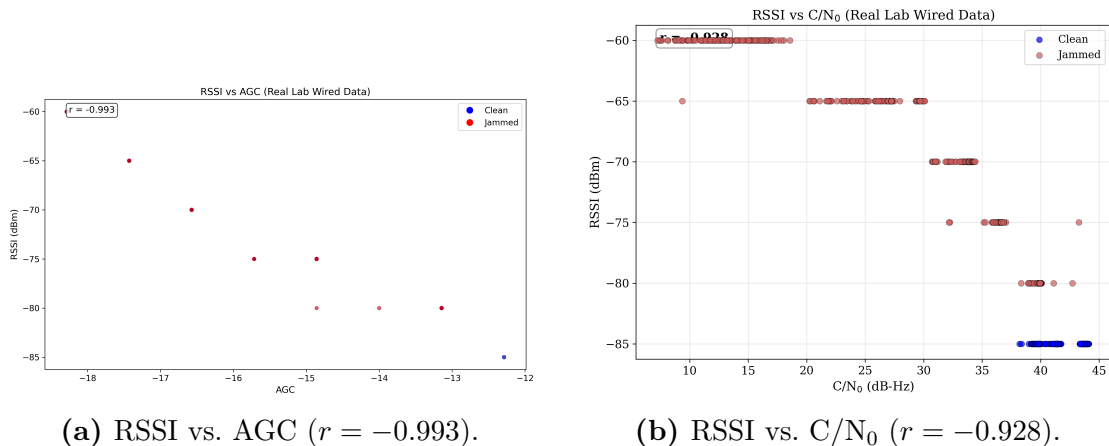 RSSI vs AGC (Real Lab Wired Data)
r = -0.993
Clean
Jammed
−60
−65
−70
−75
−80
−85
RSSI (dBm)
−18
−17
−16
−15
−14
−13
−12
AGC
(a) RSSI vs. AGC (r = −0.993).
RSSI vs C/N₀ (Real Lab Wired Data)
r = -0.928
Clean
Jammed
−60
−65
−70
−75
−80
−85
RSSI (dBm)
10
15
20
25
30
35
40
45
C/N₀ (dB-Hz)
(b) RSSI vs. C/N₀ (r = −0.928).